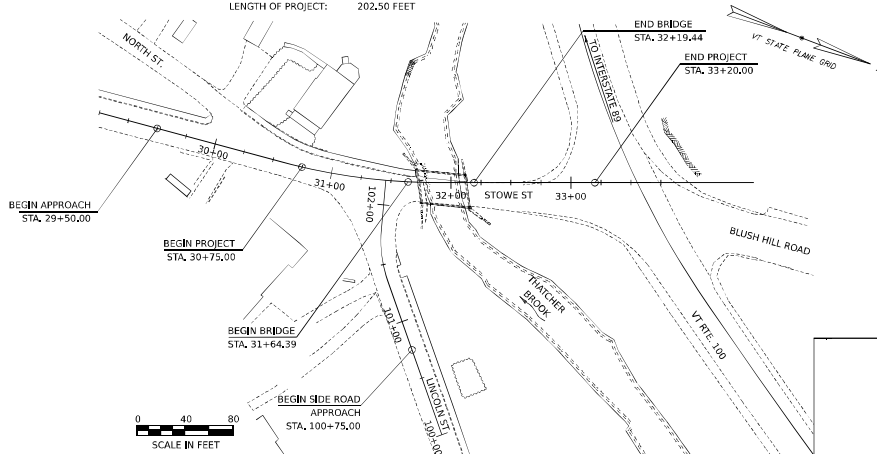 LENGTH OF PROJECT: 202.50 FEET
END BRIDGE
STA. 32+19.44
VT STATE PLANE GRID
NORTH ST.
TO INTERSTATE 89
END PROJECT
STA. 33+20.00
30+00
31+00
102+00
32+00
STOWE ST
33+00
BEGIN APPROACH
STA. 29+50.00
BEGIN PROJECT
STA. 30+75.00
BLUSH HILL ROAD
THATCHER
BROOK
BEGIN BRIDGE
STA. 31+64.39
101+00
VT RTE. 100
BEGIN SIDE ROAD
APPROACH
STA. 100+75.00
LINCOLN ST.
100+00
0 40 80
SCALE IN FEET